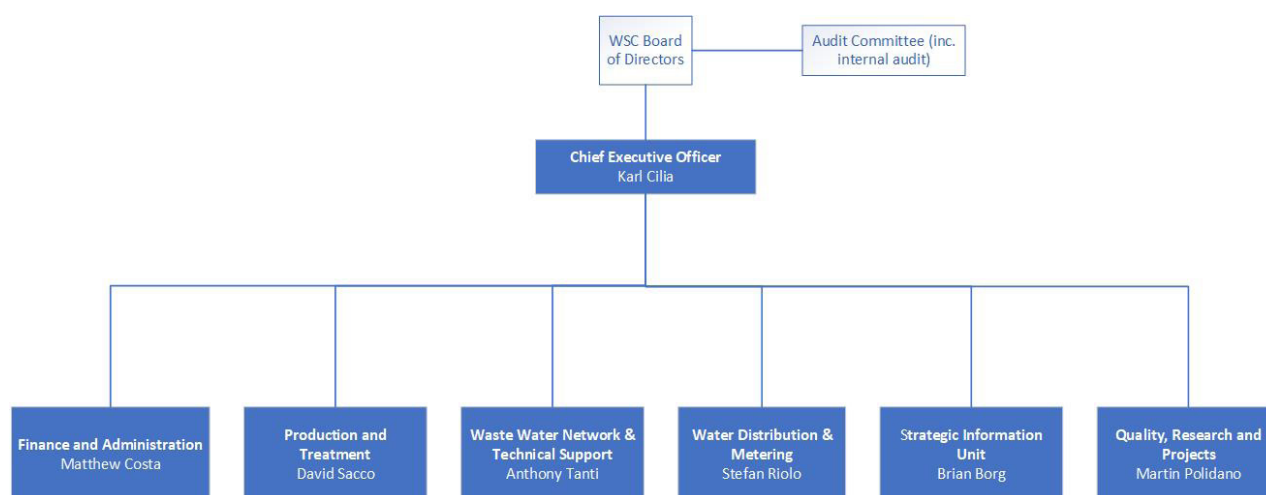 WSC Board
of Directors
Audit Committee (inc.
internal audit)
Chief Executive Officer
Karl Cilia
Finance and Administration
Matthew Costa
Production and
Treatment
David Sacco
Waste Water Network &
Technical Support
Anthony Tanti
Water Distribution &
Metering
Stefan Riolo
Strategic Information
Unit
Brian Borg
Quality, Research and
Projects
Martin Polidano